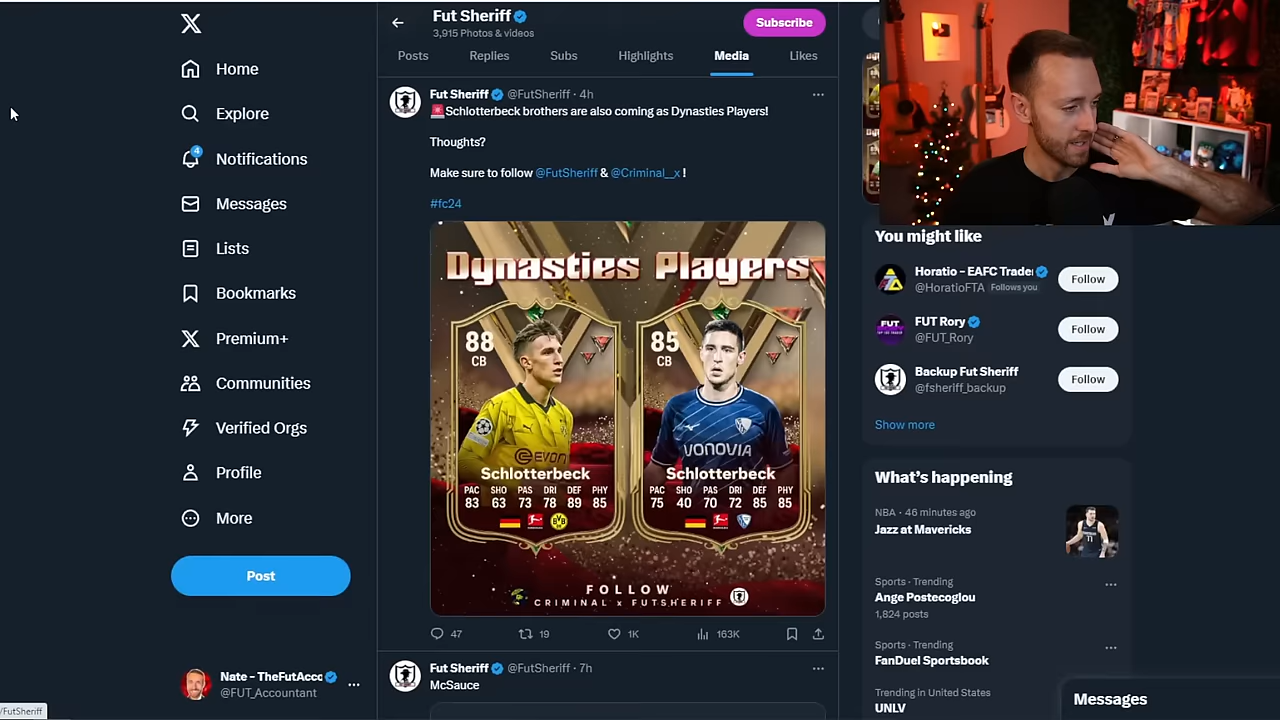 Home
Explore
4
Notifications
Messages
Lists
Bookmarks
Premium+
Communities
Verified Orgs
Profile
More
Post
Nate - TheFutAcc
@FUT_Accountant
/FutSheriff
Fut Sheriff
3,915 Photos & videos
Subscribe
Posts
Replies
Subs
Highlights
Media
Likes
Fut Sheriff @FutSheriff · 4h
🚨Schlotterbeck brothers are also coming as Dynasties Players!
Thoughts?
Make sure to follow @FutSheriff & @Criminal__x !
#fc24
Dynasties Players
88
CB
EVON
Schlotterbeck
PAC SHO PAS DRI DEF PHY
83 63 73 78 89 85
BVB
85
CB
VONOVIA
Schlotterbeck
PAC SHO PAS DRI DEF PHY
75 40 70 72 85 85
FOLLOW
CRIMINAL x FUTSHERIFF
47
19
1K
163K
Fut Sheriff @FutSheriff · 7h
McSauce
You might like
Horatio - EAFC Trader
@HoratioFTA Follows you
Follow
FUT Rory
@FUT_Rory
Follow
Backup Fut Sheriff
@fsheriff_backup
Follow
Show more
What's happening
NBA · 46 minutes ago
Jazz at Mavericks
Sports · Trending
Ange Postecoglou
1,824 posts
Sports · Trending
FanDuel Sportsbook
Trending in United States
UNLV
Messages